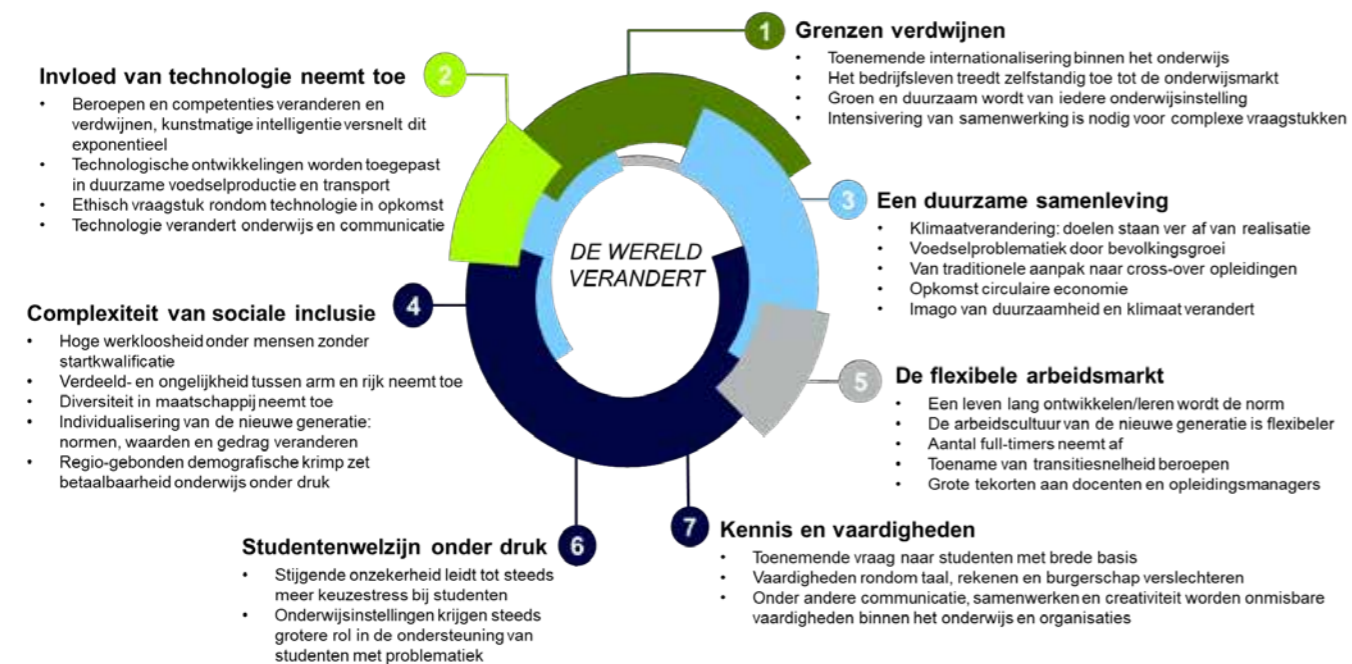 1
Grenzen verdwijnen
• Toenemende internationalisering binnen het onderwijs
• Het bedrijfsleven treedt zelfstandig toe tot de onderwijsmarkt
• Groen en duurzaam wordt van iedere onderwijsinstelling
• Intensivering van samenwerking is nodig voor complexe vraagstukken
Invloed van technologie neemt toe
2
• Beroepen en competenties veranderen en
verdwijnen, kunstmatige intelligentie versnelt dit
exponentieel
• Technologische ontwikkelingen worden toegepast
in duurzame voedselproductie en transport
• Ethisch vraagstuk rondom technologie in opkomst
• Technologie verandert onderwijs en communicatie
3
Een duurzame samenleving
• Klimaatverandering: doelen staan ver af van realisatie
• Voedselproblematiek door bevolkingsgroei
• Van traditionele aanpak naar cross-over opleidingen
• Opkomst circulaire economie
• Imago van duurzaamheid en klimaat verandert
DE WERELD
VERANDERT
Complexiteit van sociale inclusie
4
• Hoge werkloosheid onder mensen zonder
startkwalificatie
• Verdeeld- en ongelijkheid tussen arm en rijk neemt toe
• Diversiteit in maatschappij neemt toe
• Individualisering van de nieuwe generatie:
normen, waarden en gedrag veranderen
• Regio-gebonden demografische krimp zet
betaalbaarheid onderwijs onder druk
5
De flexibele arbeidsmarkt
• Een leven lang ontwikkelen/leren wordt de norm
• De arbeidscultuur van de nieuwe generatie is flexibeler
• Aantal full-timers neemt af
• Toename van transitiesnelheid beroepen
• Grote tekorten aan docenten en opleidingsmanagers
Studentenwelzijn onder druk
6
• Stijgende onzekerheid leidt tot steeds
meer keuzestress bij studenten
• Onderwijsinstellingen krijgen steeds
grotere rol in de ondersteuning van
studenten met problematiek
7
Kennis en vaardigheden
• Toenemende vraag naar studenten met brede basis
• Vaardigheden rondom taal, rekenen en burgerschap verslechteren
• Onder andere communicatie, samenwerken en creativiteit worden onmisbare
vaardigheden binnen het onderwijs en organisaties